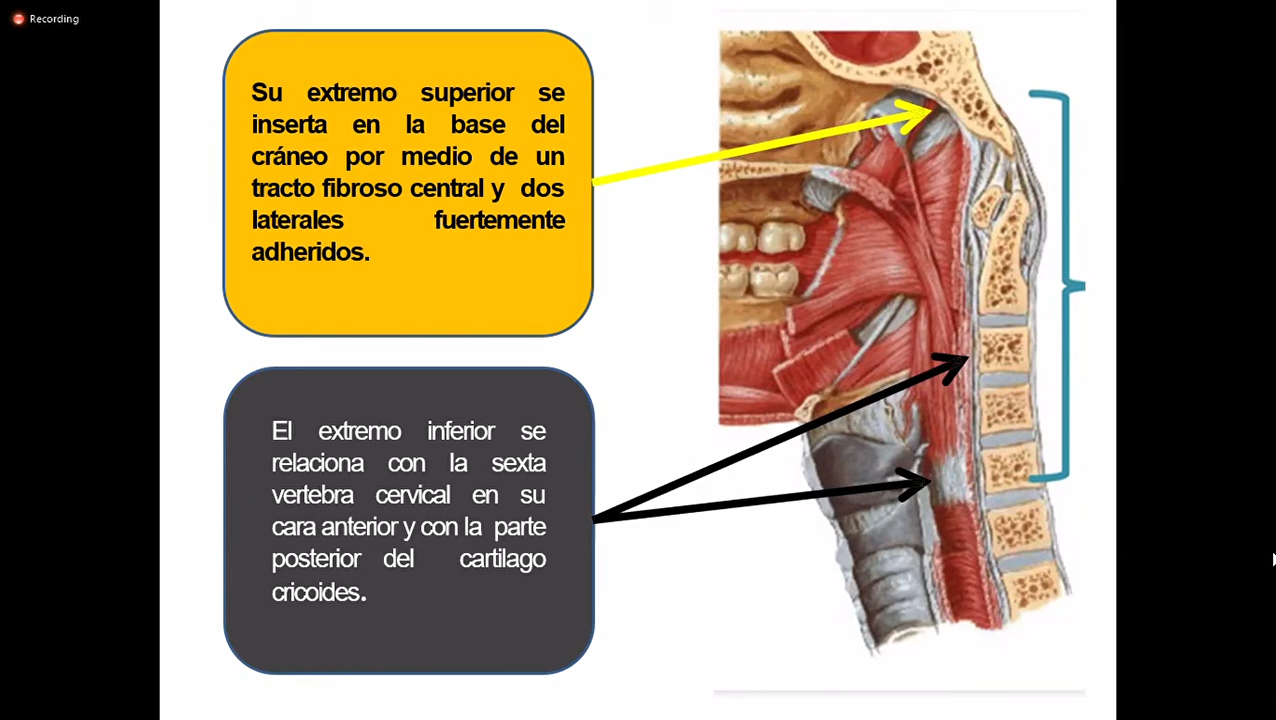 Recording
Su extremo superior se
inserta en la base del
cráneo por medio de un
tracto fibroso central y dos
laterales fuertemente
adheridos.
El extremo inferior se
relaciona con la sexta
vertebra cervical en su
cara anterior y con la parte
posterior del cartilago
cricoides.